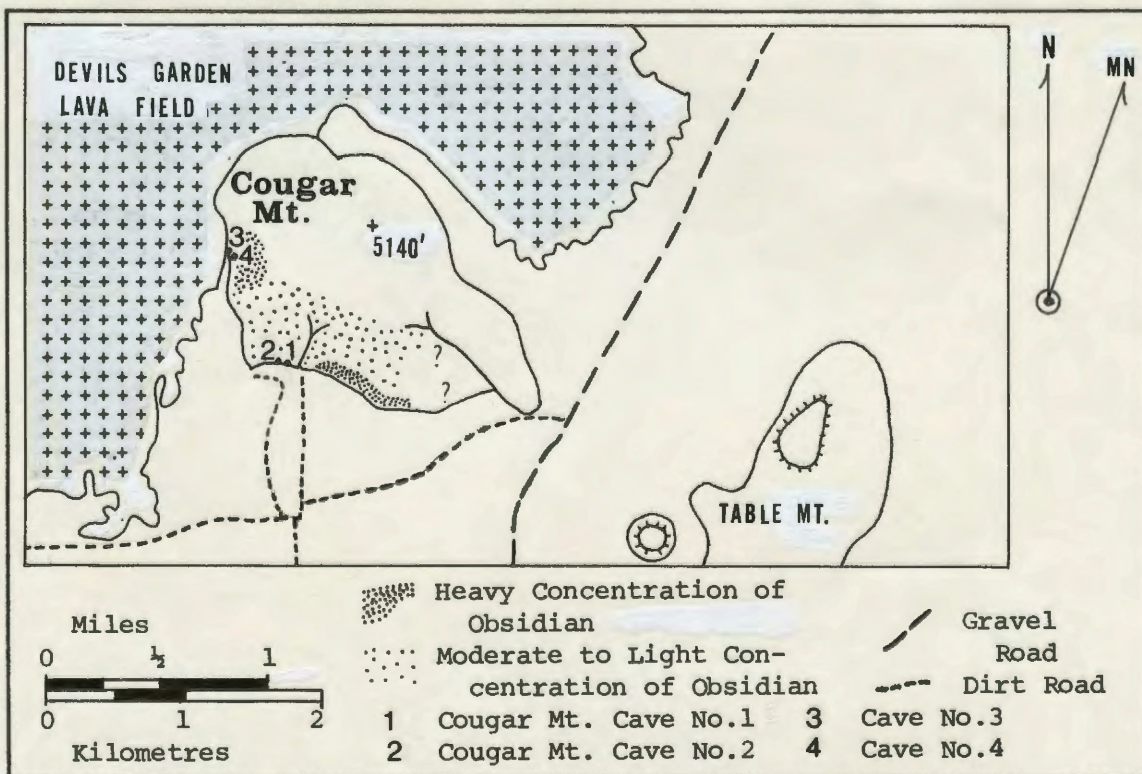 DEVILS GARDEN
LAVA FIELD
N
MN
Cougar
Mt.
5140'
3
4
2 1
?
?
TABLE MT.
Miles
0 ½ 1
0 1 2
Kilometres
Heavy Concentration of
Obsidian
Moderate to Light Con-
centration of Obsidian
Gravel
Road
Dirt Road
1 Cougar Mt. Cave No.1
2 Cougar Mt. Cave No.2
3 Cave No.3
4 Cave No.4